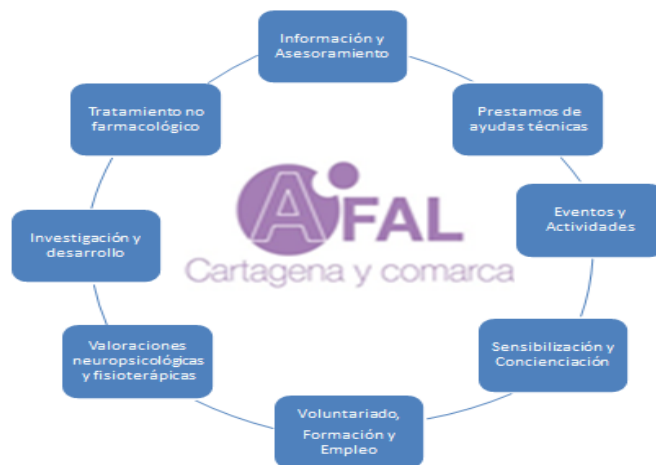 Información y
Asesoramiento
Prestamos de
ayudas técnicas
Eventos y
Actividades
Sensibilización y
Concienciación
Voluntariado,
Formación y
Empleo
Valoraciones
neuropsicológicas
y fisioterápicas
Investigación y
desarrollo
Tratamiento no
farmacológico
AFAL
Cartagena y comarca